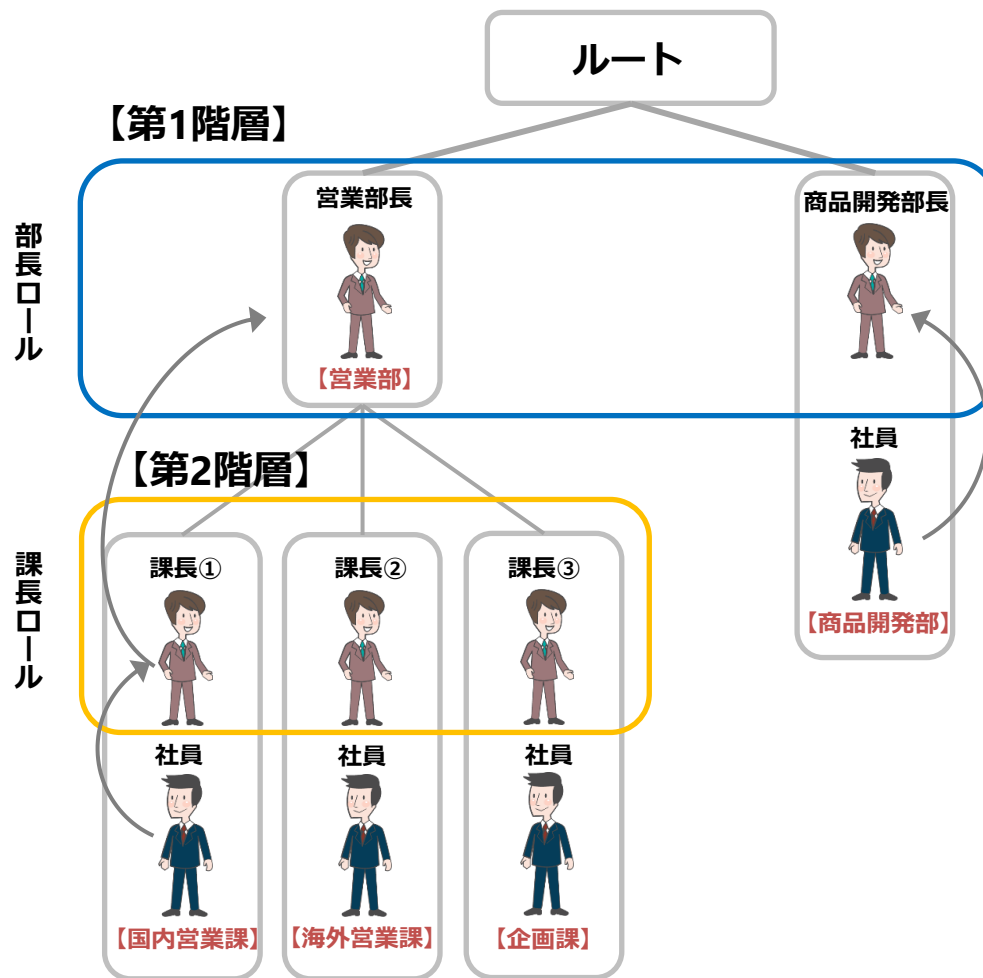 ルート
【第1階層】
部長ロール
営業部長
商品開発部長
【営業部】
社員
【商品開発部】
【第2階層】
課長ロール
課長①
課長②
課長③
社員
社員
社員
【国内営業課】
【海外営業課】
【企画課】